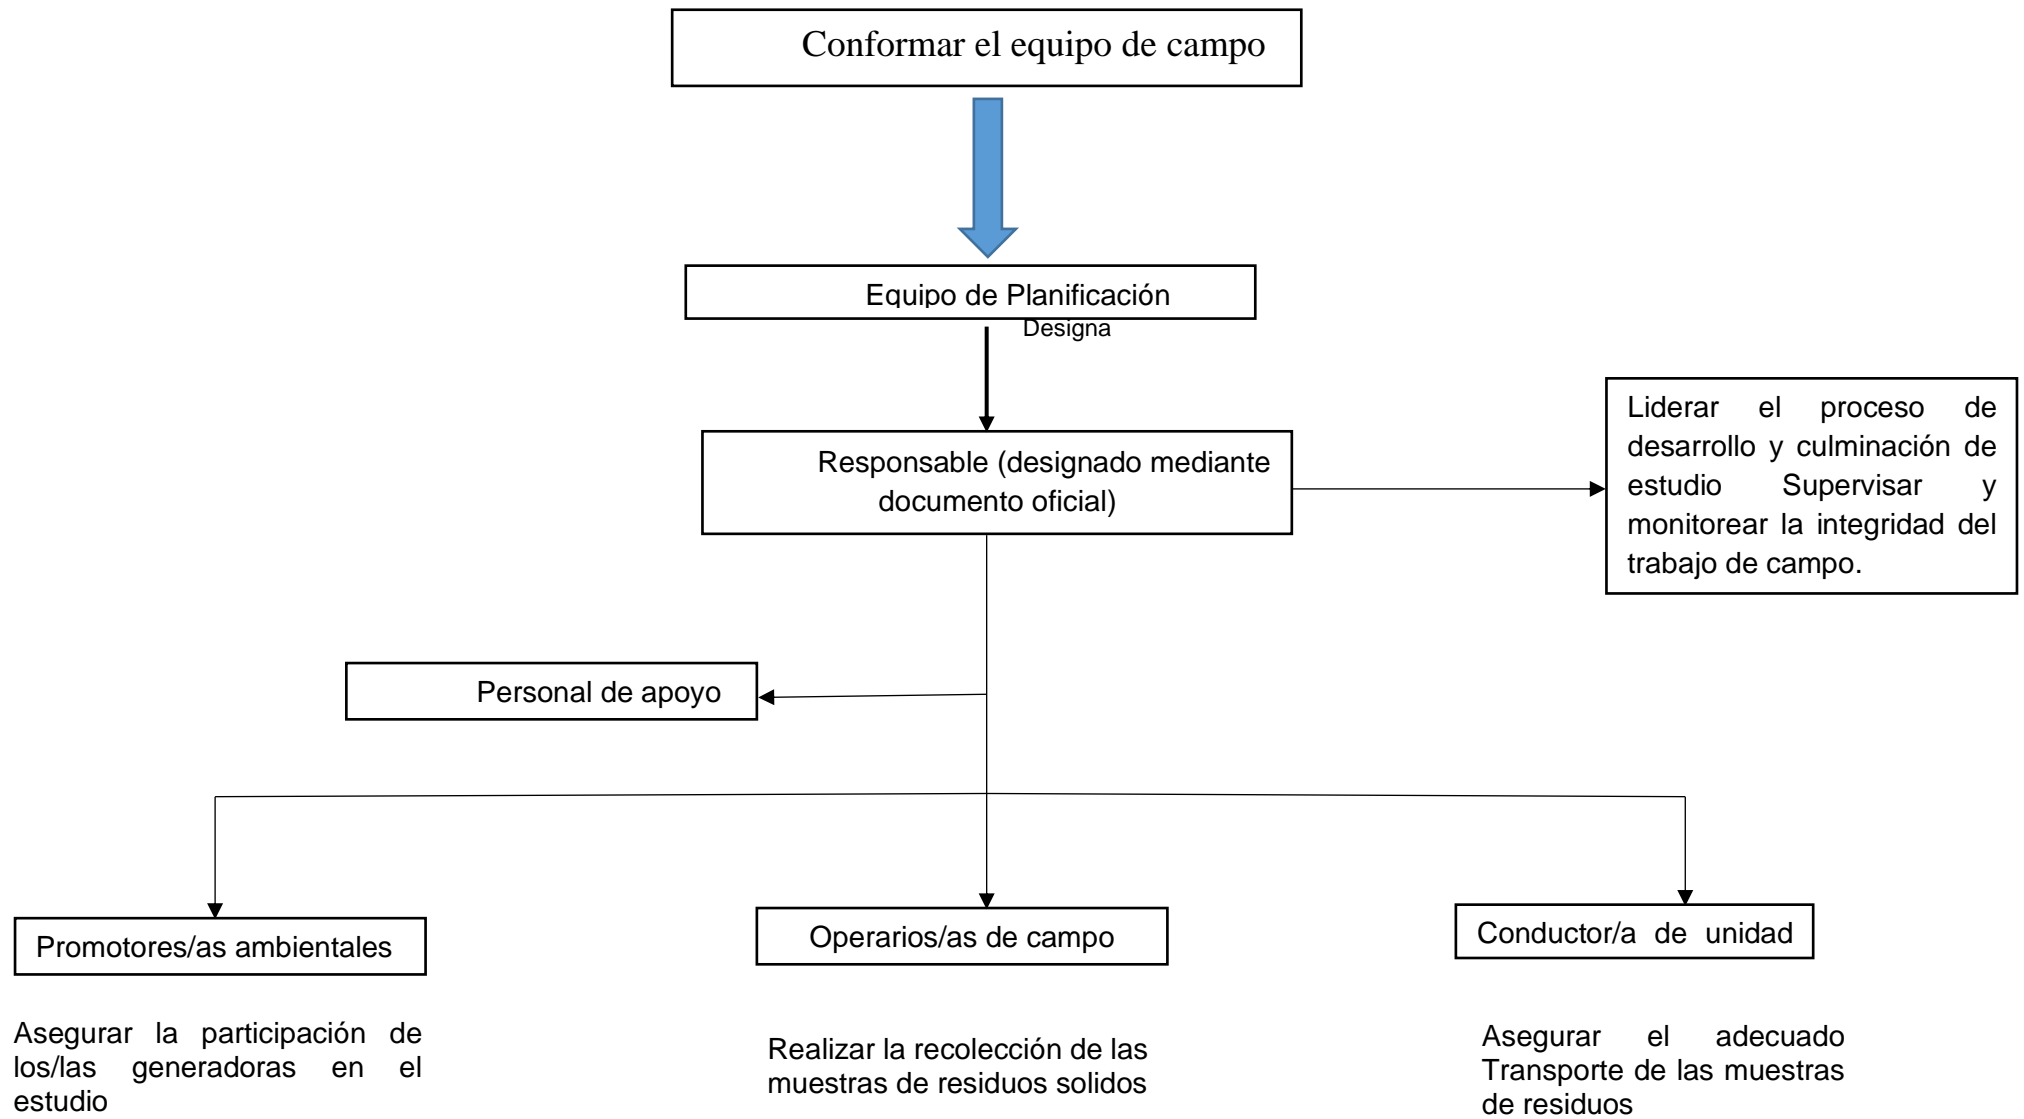 Conformar el equipo de campo
Equipo de Planificación
Designa
Responsable (designado mediante
documento oficial)
Liderar el proceso de
desarrollo y culminación de
estudio Supervisar y
monitorear la integridad del
trabajo de campo.
Personal de apoyo
Promotores/as ambientales
Operarios/as de campo
Conductor/a de unidad
Asegurar la participación de
los/las generadoras en el
estudio
Realizar la recolección de las
muestras de residuos solidos
Asegurar el adecuado
Transporte de las muestras
de residuos